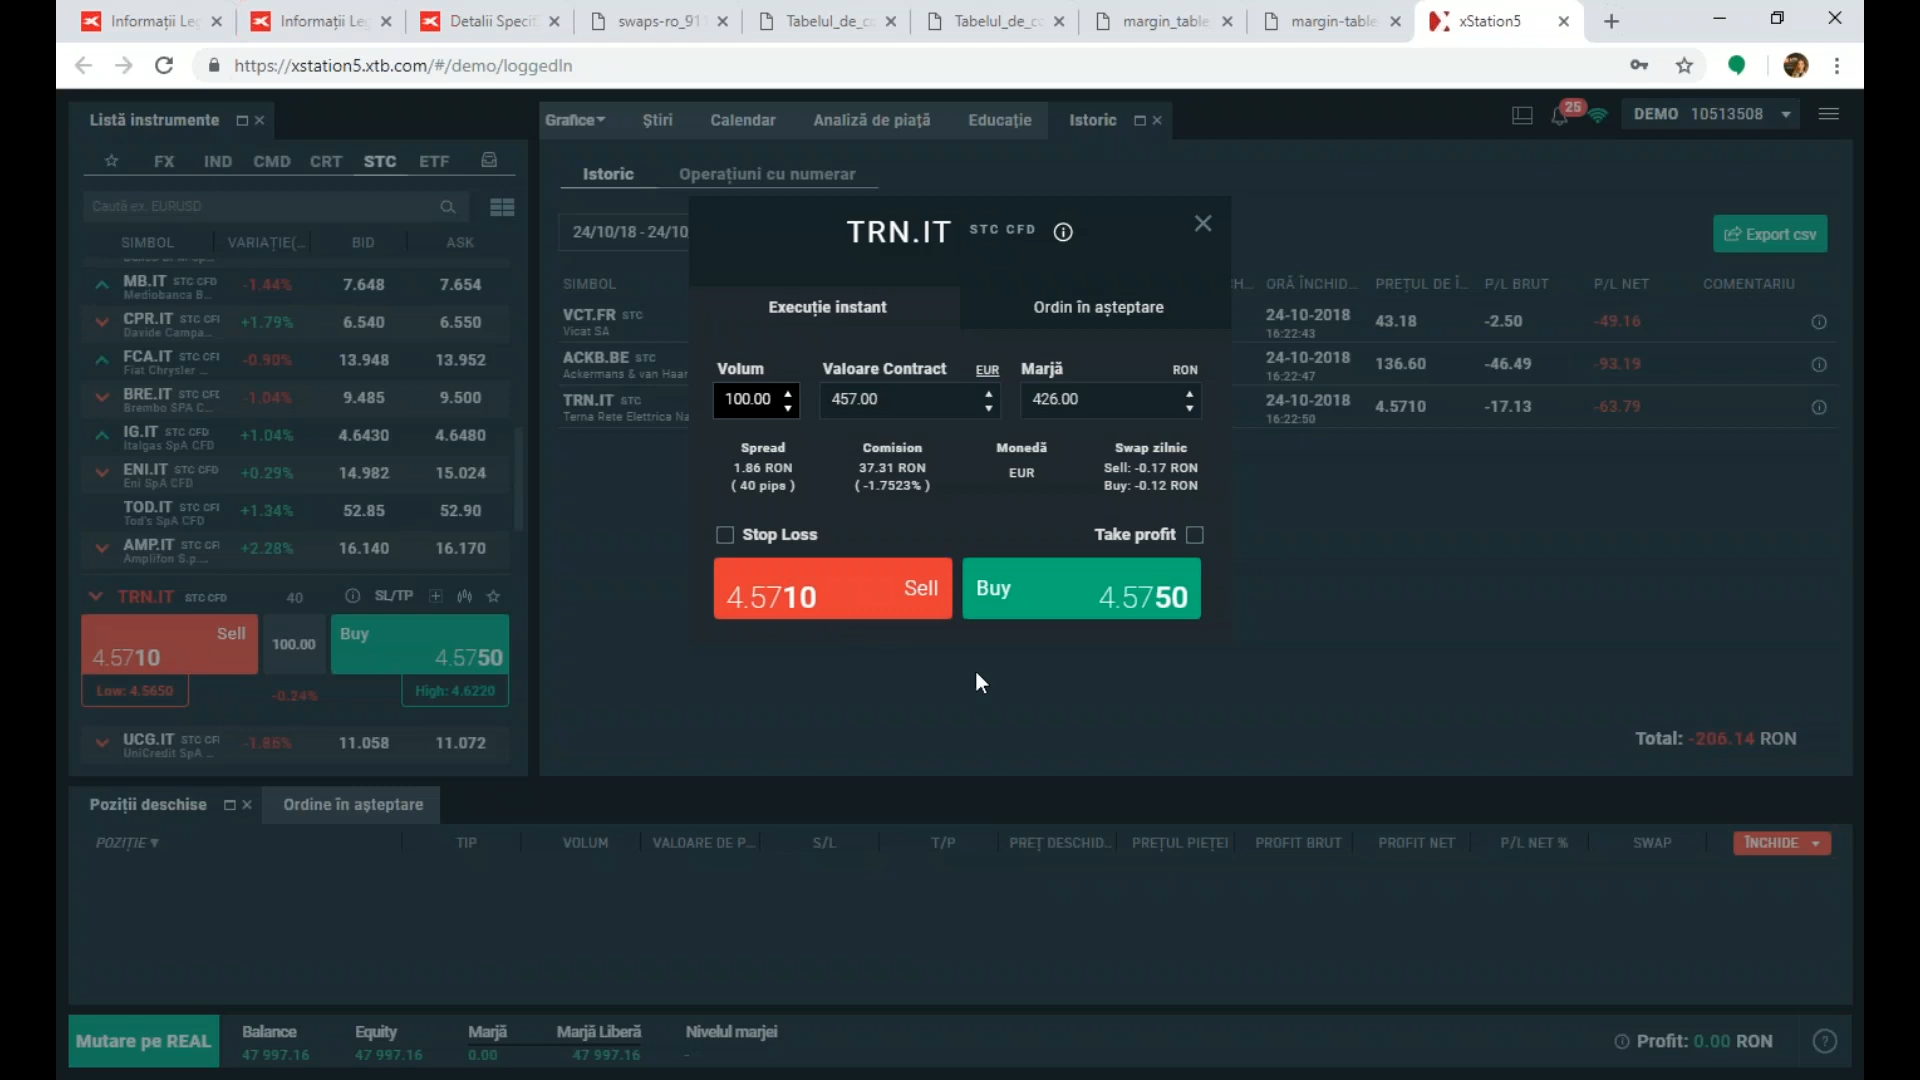 Informații Le
Informații Le
Detalii Specif
swaps-ro_911
Tabelul_de_co
Tabelul_de_co
margin_table
margin-table
xStation5
https://xstation5.xtb.com/#/demo/loggedIn
Listă instrumente
Grafice
Știri
Calendar
Analiză de piață
Educație
Istoric
25
DEMO 10513508
FX IND CMD CRT STC ETF
Caută ex. EURUSD
SIMBOL VARIAȚIE(... BID ASK
MB.IT STC CFD -1.44% 7.648 7.654
Mediobanca B...
CPR.IT STC CFI +1.79% 6.540 6.550
Davide Campa...
FCA.IT STC CFI -0.90% 13.948 13.952
Fiat Chrysler ...
BRE.IT STC CFI -1.04% 9.485 9.500
Brembo SPA C...
IG.IT STC CFD +1.04% 4.6430 4.6480
Italgas SpA CFD
ENI.IT STC CFD +0.29% 14.982 15.024
Eni SpA CFD
TOD.IT STC CFI +1.34% 52.85 52.90
Tod's SpA CFD
AMP.IT STC CFI +2.28% 16.140 16.170
Amplifon S.p....
TRN.IT STC CFD 40 SL/TP
Sell 4.5710
100.00
Buy 4.5750
Low: 4.5650 -0.24% High: 4.6220
UCG.IT STC CFI -1.86% 11.058 11.072
UniCredit SpA ...
Istoric Operațiuni cu numerar
24/10/18 - 24/10
Export csv
SIMBOL H... ORĂ ÎNCHID... PREȚUL DE Î... P/L BRUT P/L NET COMENTARIU
VCT.FR STC 24-10-2018 43.18 -2.50 -49.16
Vicat SA 16:22:43
ACKB.BE STC 24-10-2018 136.60 -46.49 -93.19
Ackermans & van Haar 16:22:47
TRN.IT STC 24-10-2018 4.5710 -17.13 -63.79
Terna Rete Elettrica Na 16:22:50
Total: -206.14 RON
TRN.IT STC CFD
Execuție instant Ordin în așteptare
Volum Valoare Contract EUR Marjă RON
100.00 457.00 426.00
Spread Comision Monedă Swap zilnic
1.86 RON 37.31 RON EUR Sell: -0.17 RON
( 40 pips ) ( -1.7523% ) Buy: -0.12 RON
Stop Loss Take profit
4.5710 Sell Buy 4.5750
Poziții deschise Ordine în așteptare
POZIȚIE TIP VOLUM VALOARE DE P... S/L T/P PREȚ DESCHID... PREȚUL PIEȚEI PROFIT BRUT PROFIT NET P/L NET % SWAP ÎNCHIDE
Mutare pe REAL
Balance Equity Marjă Marjă Liberă Nivelul marjei
47 997.16 47 997.16 0.00 47 997.16 -
Profit: 0.00 RON